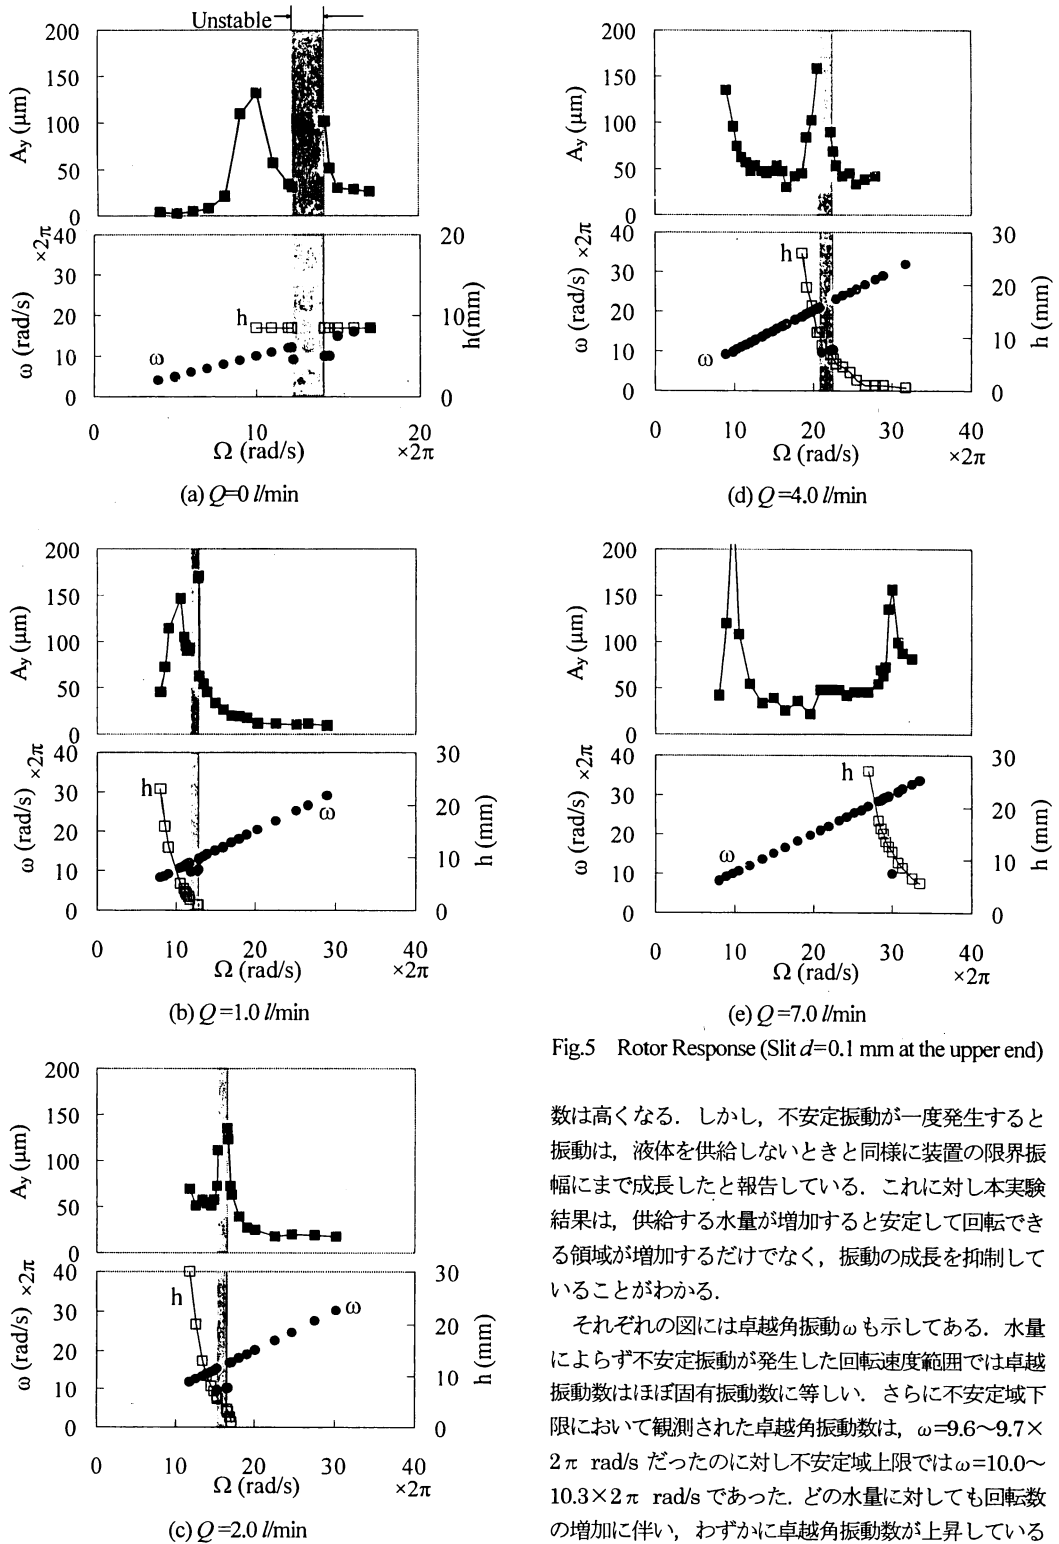 Unstable
200
150
100
50
0
A_y (μm)
40
30
20
10
0
ω (rad/s) ×2π
h
ω
20
10
0
h(mm)
0
10
20
Ω (rad/s)
×2π
(a) Q=0 l/min
200
150
100
50
0
A_y (μm)
40
30
20
10
0
ω (rad/s) ×2π
h
ω
30
20
10
0
h (mm)
0
10
20
30
40
Ω (rad/s)
×2π
(b) Q=1.0 l/min
200
150
100
50
0
A_y (μm)
40
30
20
10
0
ω (rad/s) ×2π
h
ω
30
20
10
0
h (mm)
0
10
20
30
40
Ω (rad/s)
×2π
(c) Q=2.0 l/min
200
150
100
50
0
A_y (μm)
40
30
20
10
0
ω (rad/s) ×2π
h
ω
30
20
10
0
h (mm)
0
10
20
30
40
Ω (rad/s)
×2π
(d) Q=4.0 l/min
200
150
100
50
0
A_y (μm)
40
30
20
10
0
ω (rad/s) ×2π
h
ω
30
20
10
0
h (mm)
0
10
20
30
40
Ω (rad/s)
×2π
(e) Q=7.0 l/min
Fig.5 Rotor Response (Slit d=0.1 mm at the upper end)
数は高くなる．しかし，不安定振動が一度発生すると
振動は，液体を供給しないときと同様に装置の限界振
幅にまで成長したと報告している．これに対し本実験
結果は，供給する水量が増加すると安定して回転でき
る領域が増加するだけでなく，振動の成長を抑制して
いることがわかる．
それぞれの図には卓越角振動ωも示してある．水量
によらず不安定振動が発生した回転速度範囲では卓越
振動数はほぼ固有振動数に等しい．さらに不安定域下
限において観測された卓越角振動数は，ω=9.6～9.7×
2π rad/s だったのに対し不安定域上限ではω=10.0～
10.3×2π rad/s であった．どの水量に対しても回転数
の増加に伴い，わずかに卓越角振動数が上昇している